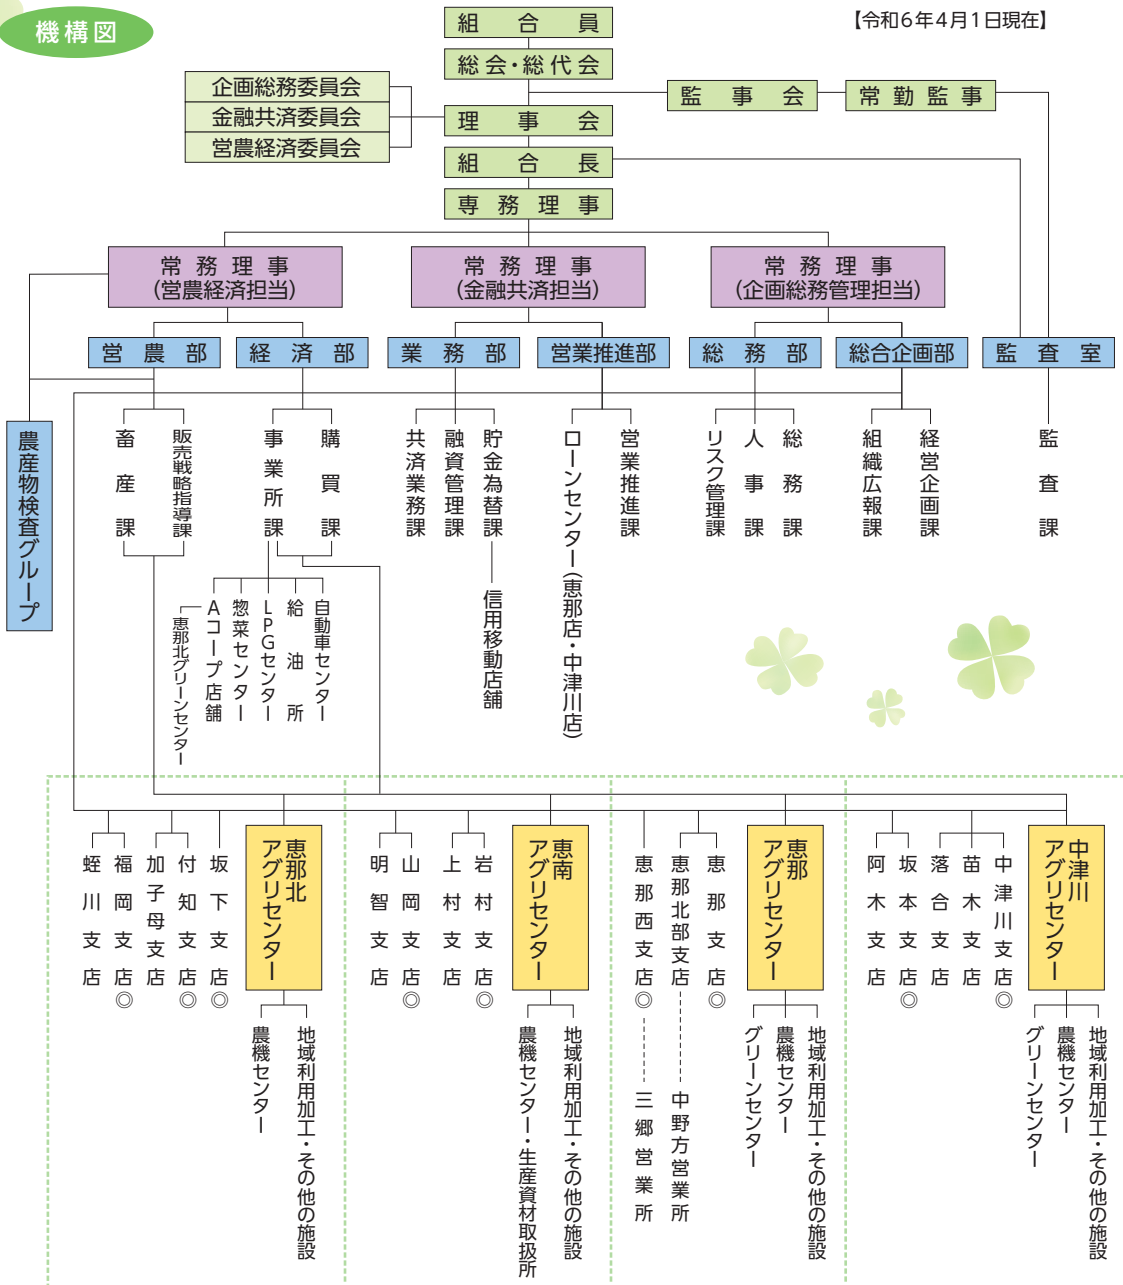 機構図
【令和6年4月1日現在】
組合員
総会・総代会
企画総務委員会
金融共済委員会
営農経済委員会
監事会
常勤監事
理事会
組合長
専務理事
常務理事
(営農経済担当)
常務理事
(金融共済担当)
常務理事
(企画総務管理担当)
営農部
経済部
業務部
営業推進部
総務部
総合企画部
監査室
農産物検査グループ
畜産課
販売戦略指導課
事業所課
購買課
共済業務課
融資管理課
貯金為替課
ローンセンター(恵那店・中津川店)
営業推進課
リスク管理課
人事課
総務課
組織広報課
経営企画課
監査課
恵那北グリーンセンター
Aコープ店舗
惣菜センター
LPGセンター
給油所
自動車センター
信用移動店舗
蛭川支店
福岡支店◎
加子母支店
付知支店◎
坂下支店◎
恵那北
アグリセンター
明智支店
山岡支店◎
上村支店
岩村支店◎
恵南
アグリセンター
恵那西支店◎
恵那北部支店
恵那支店◎
恵那
アグリセンター
阿木支店
坂本支店◎
落合支店
苗木支店
中津川支店◎
中津川
アグリセンター
農機センター
地域利用加工・その他の施設
農機センター・生産資材取扱所
地域利用加工・その他の施設
三郷営業所
中野方営業所
グリーンセンター
農機センター
地域利用加工・その他の施設
グリーンセンター
農機センター
地域利用加工・その他の施設